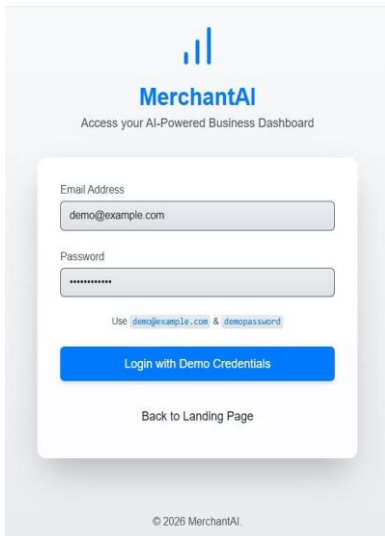 MerchantAI
Access your AI-Powered Business Dashboard
Email Address
demo@example.com
Password
••••••••••••
Use demo@example.com & demopassword
Login with Demo Credentials
Back to Landing Page
© 2026 MerchantAI.